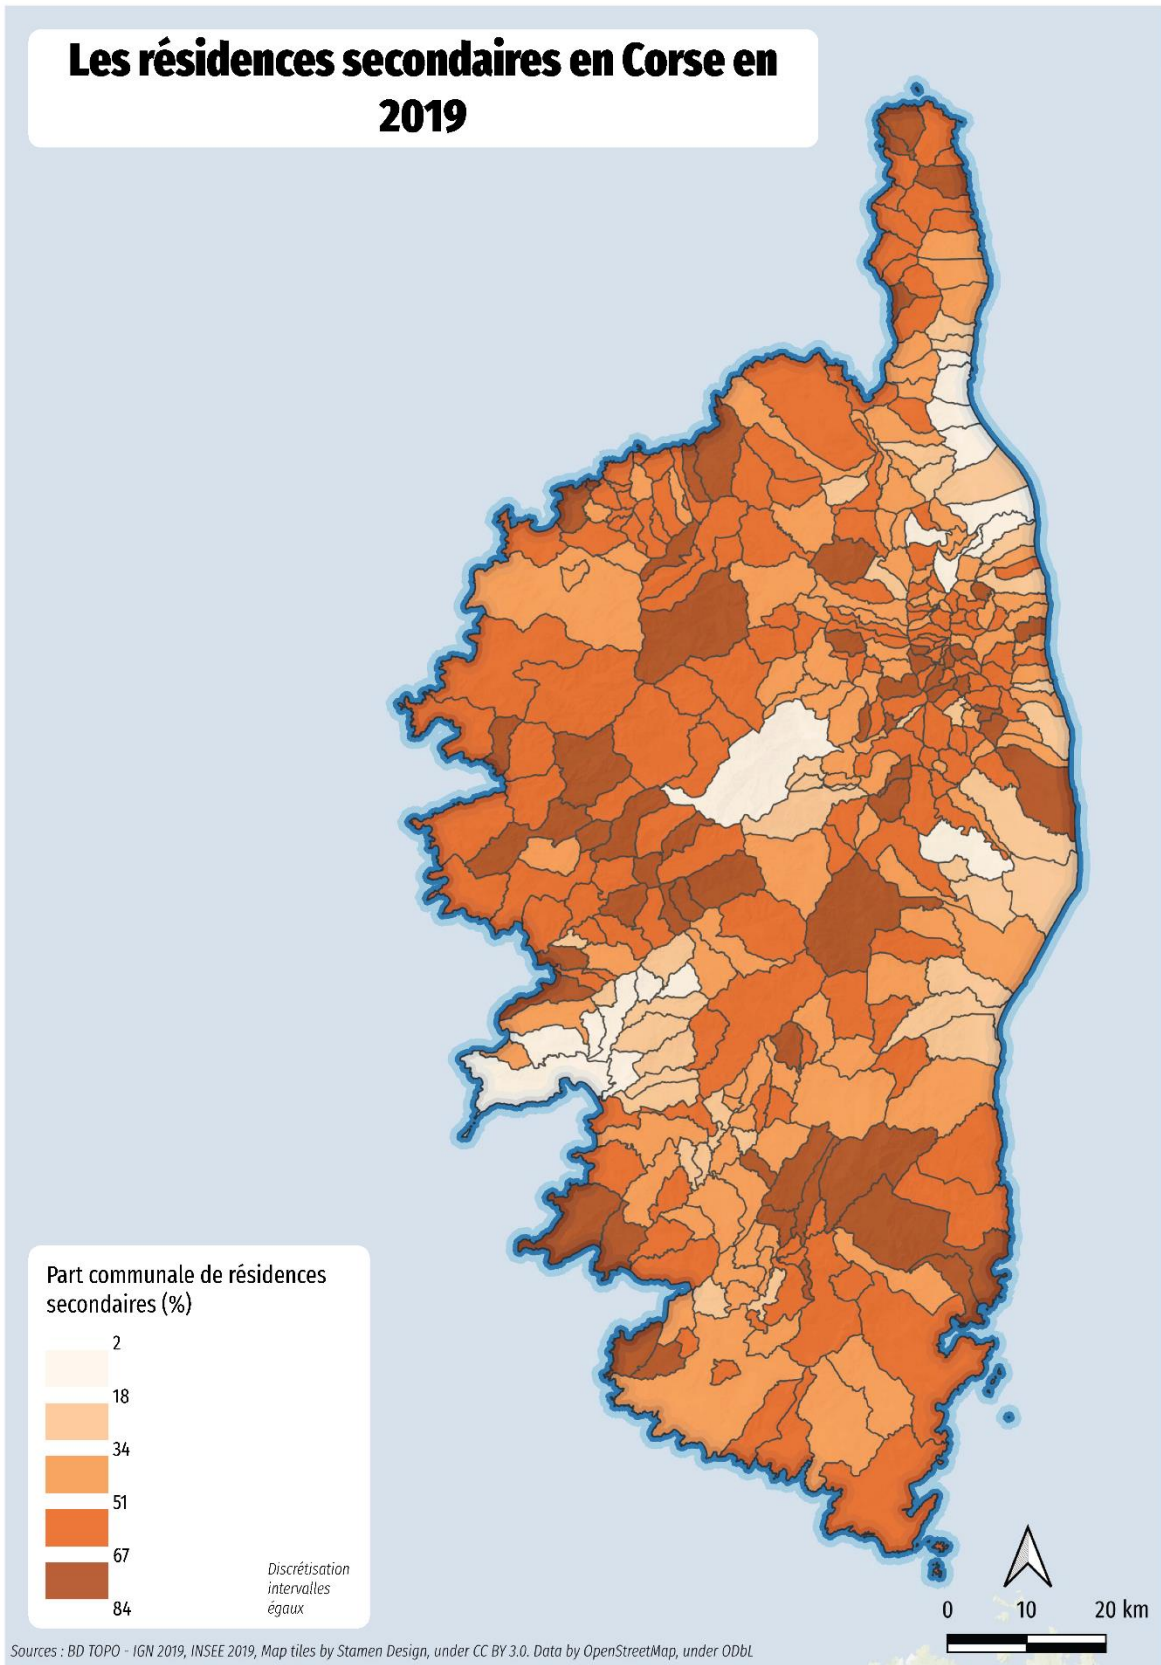 Les résidences secondaires en Corse en
2019
Part communale de résidences
secondaires (%)
2
18
34
51
67
84
Discrétisation
intervalles
égaux
0 10 20 km
Sources : BD TOPO - IGN 2019, INSEE 2019, Map tiles by Stamen Design, under CC BY 3.0. Data by OpenStreetMap, under ODbL